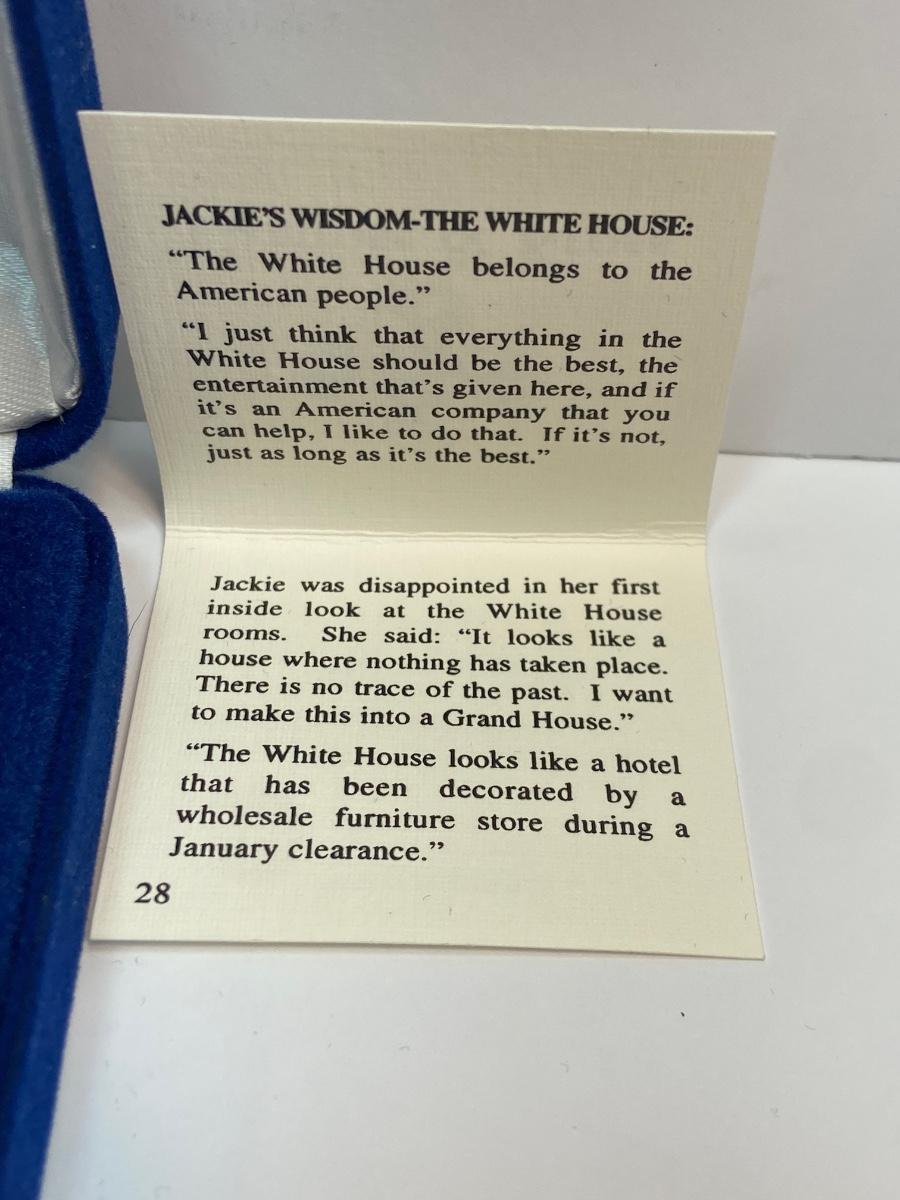 JACKIE'S WISDOM-THE WHITE HOUSE:
“The White House belongs to the
American people.”
“I just think that everything in the
White House should be the best, the
entertainment that's given here, and if
it's an American company that you
can help, I like to do that. If it's not,
just as long as it's the best.”
Jackie was disappointed in her first
inside look at the White House
rooms. She said: “It looks like a
house where nothing has taken place.
There is no trace of the past. I want
to make this into a Grand House.”
“The White House looks like a hotel
that has been decorated by a
wholesale furniture store during a
January clearance.”
28